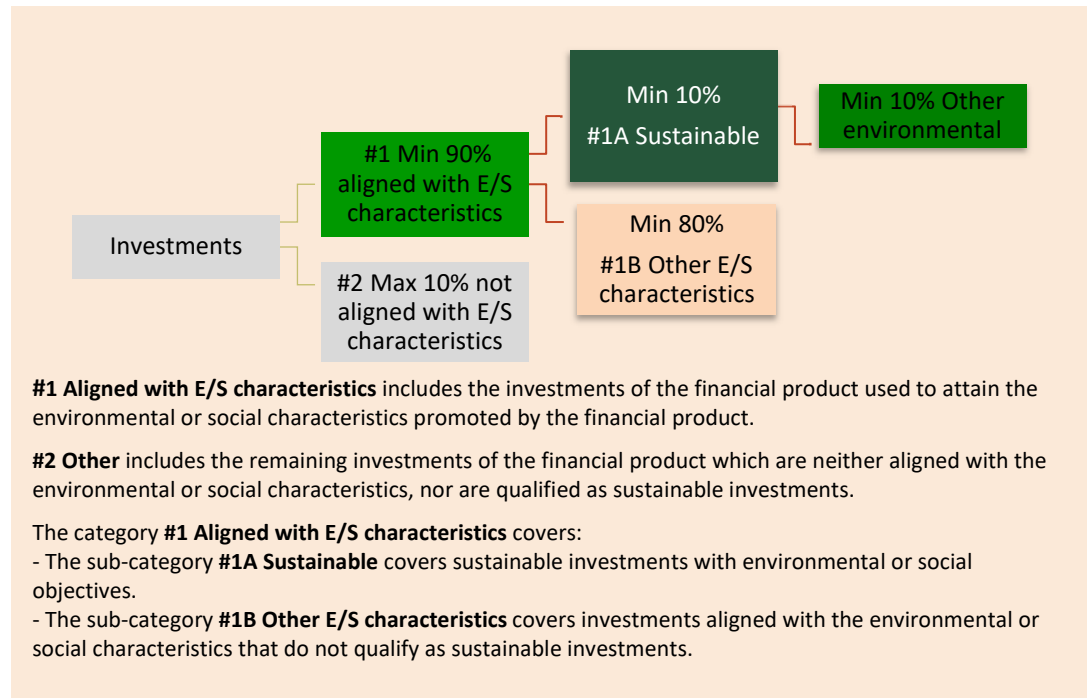 Min 10%
#1A Sustainable
Min 10% Other
environmental
#1 Min 90%
aligned with E/S
characteristics
Investments
Min 80%
#1B Other E/S
characteristics
#2 Max 10% not
aligned with E/S
characteristics
#1 Aligned with E/S characteristics includes the investments of the financial product used to attain the
environmental or social characteristics promoted by the financial product.
#2 Other includes the remaining investments of the financial product which are neither aligned with the
environmental or social characteristics, nor are qualified as sustainable investments.
The category #1 Aligned with E/S characteristics covers:
- The sub-category #1A Sustainable covers sustainable investments with environmental or social
objectives.
- The sub-category #1B Other E/S characteristics covers investments aligned with the environmental or
social characteristics that do not qualify as sustainable investments.